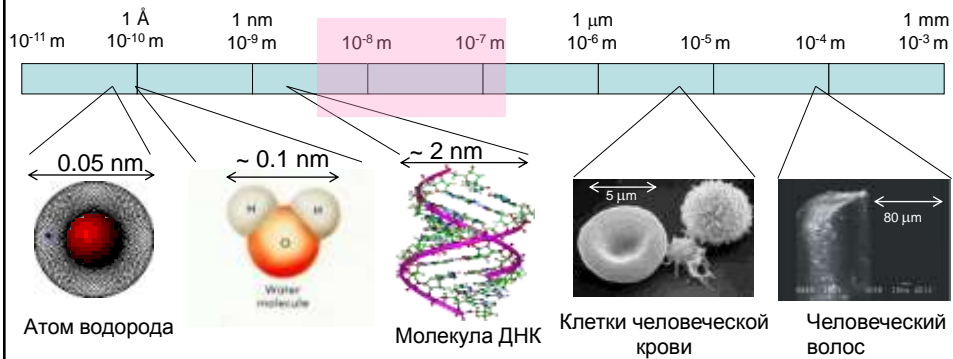 1 Å 1 nm 1 μm 1 mm
10⁻¹¹ m 10⁻¹⁰ m 10⁻⁹ m 10⁻⁸ m 10⁻⁷ m 10⁻⁶ m 10⁻⁵ m 10⁻⁴ m 10⁻³ m
0.05 nm
~ 0.1 nm
~ 2 nm
5 μm
80 μm
H H
O
Water
molecule
Атом водорода
Молекула ДНК
Клетки человеческой
крови
Человеческий
волос